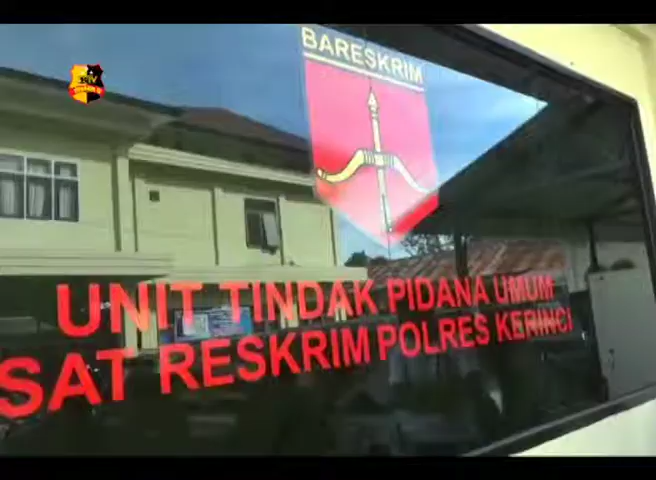 BARESKRIM
UNIT TINDAK PIDANA UMUM
SAT RESKRIM POLRES KERINCI